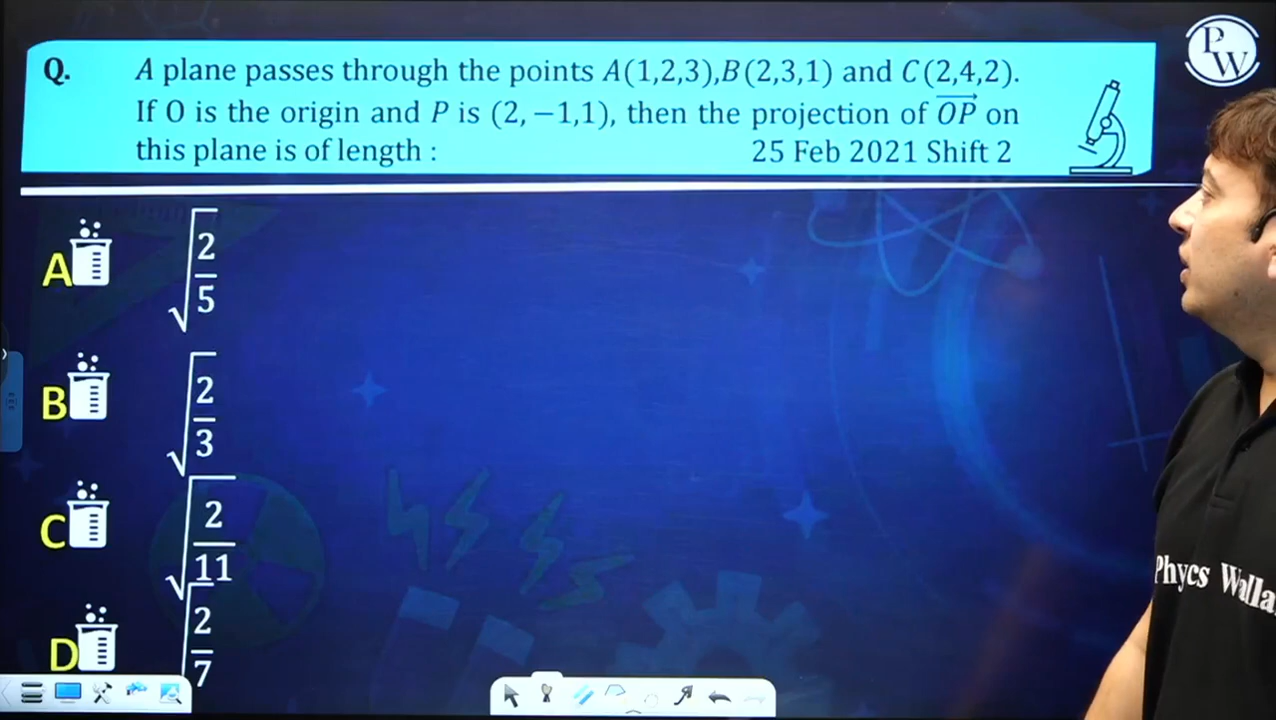 PW
Q. A plane passes through the points A(1,2,3),B(2,3,1) and C(2,4,2).
If O is the origin and P is (2,−1,1), then the projection of \overrightarrow{OP} on
this plane is of length : 25 Feb 2021 Shift 2
A √(2/5)
B √(2/3)
C √(2/11)
D √(2/7)
Phycs Walla